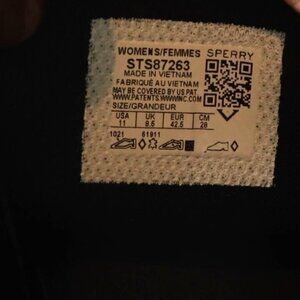 WOMENS/FEMMES SPERRY
STS87263
MADE IN VIETNAM
FABRIQUÉ AU VIETNAM
MAY BE COVERED BY US PAT
WWW.PATENTS.WWWINC.COM
SIZE/GRANDEUR
USA UK EUR CM
11 9.5 42.5 28
1021 61911